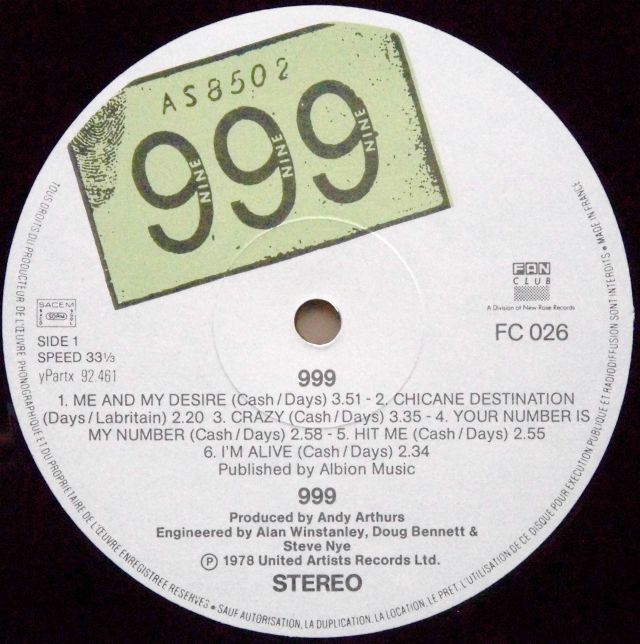 AS8502
999
NINE NINE NINE
FAN
CLUB
A Division of New Rose Records
FC 026
SACEM
SDRM
SIDE 1
SPEED 33⅓
yPartx 92.461
999
1. ME AND MY DESIRE (Cash/Days) 3.51 - 2. CHICANE DESTINATION
(Days/Labritain) 2.20 3. CRAZY (Cash/Days) 3.35 - 4. YOUR NUMBER IS
MY NUMBER (Cash/Days) 2.58 - 5. HIT ME (Cash/Days) 2.55
6. I'M ALIVE (Cash/Days) 2.34
Published by Albion Music
999
Produced by Andy Arthurs
Engineered by Alan Winstanley, Doug Bennett &
Steve Nye
Ⓟ 1978 United Artists Records Ltd.
STEREO
TOUS DROITS DU PRODUCTEUR DE L'ŒUVRE PHONOGRAPHIQUE ET DU PROPRIETAIRE DE L'ŒUVRE ENREGISTREE RESERVES • SAUF AUTORISATION, LA DUPLICATION, LA LOCATION, LE PRET, L'UTILISATION DE CE DISQUE POUR EXECUTION PUBLIQUE ET RADIODIFFUSION SONT INTERDITS • MADE IN FRANCE